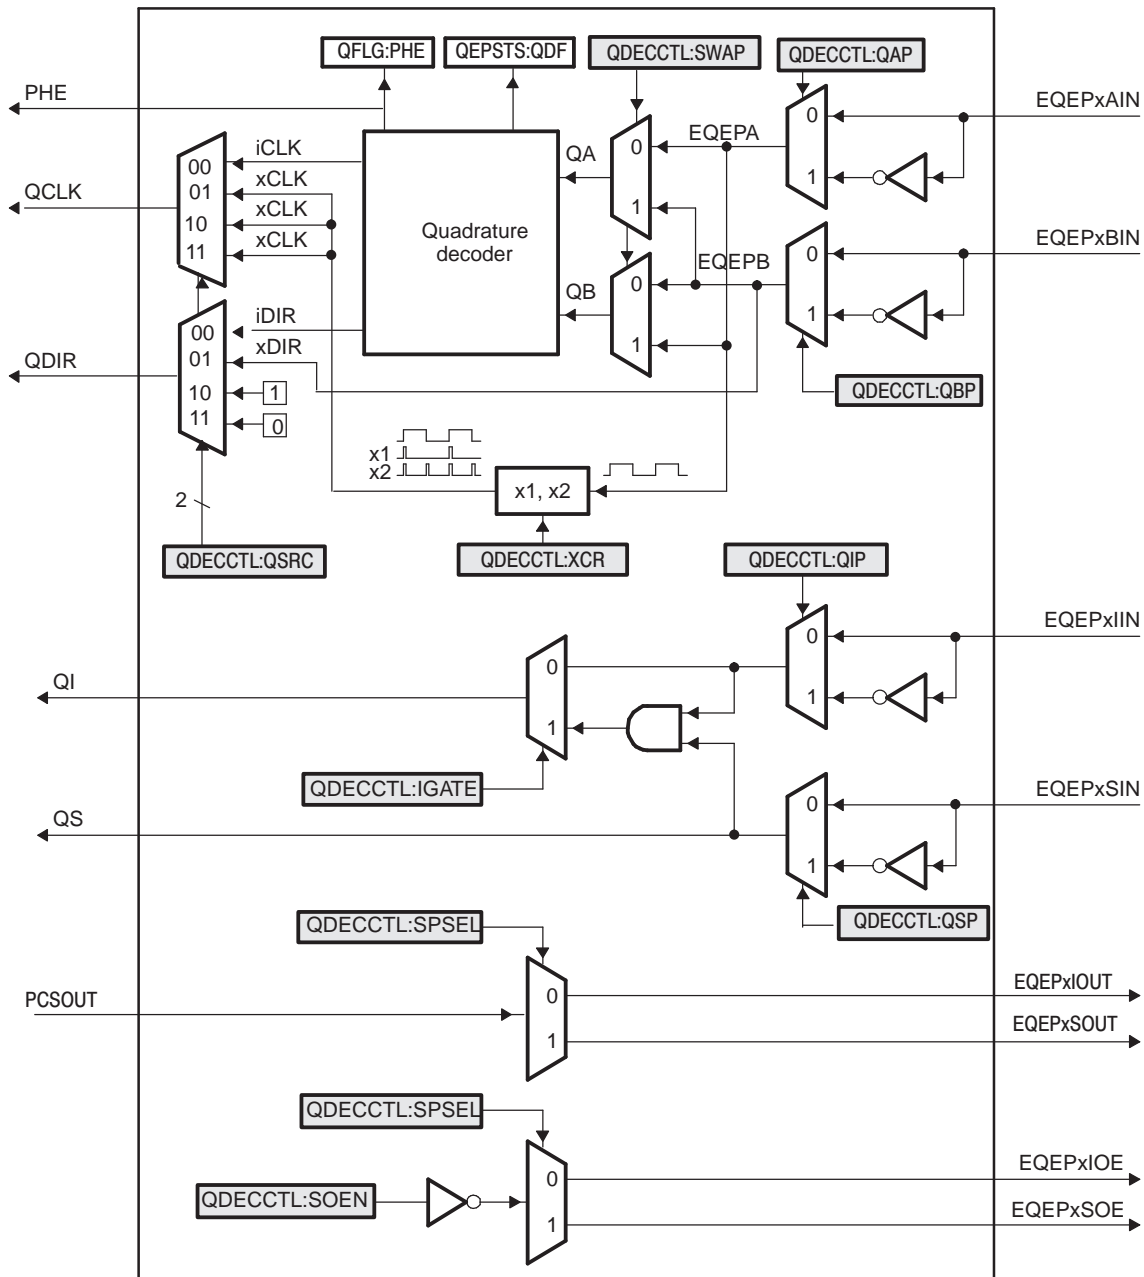 QFLG:PHE
QEPSTS:QDF
QDECCTL:SWAP
QDECCTL:QAP
PHE
EQEPxAIN
0
1
EQEPA
0
1
QA
iCLK
xCLK
xCLK
xCLK
00
01
10
11
QCLK
Quadrature
decoder
EQEPxBIN
0
1
EQEPB
0
1
QB
iDIR
xDIR
00
01
10
11
1
0
QDIR
QDECCTL:QBP
x1
x2
x1, x2
2
QDECCTL:QSRC
QDECCTL:XCR
QDECCTL:QIP
EQEPxIIN
0
1
0
1
QI
QDECCTL:IGATE
EQEPxSIN
0
1
QS
QDECCTL:QSP
QDECCTL:SPSEL
PCSOUT
0
1
EQEPxIOUT
EQEPxSOUT
QDECCTL:SPSEL
QDECCTL:SOEN
0
1
EQEPxIOE
EQEPxSOE